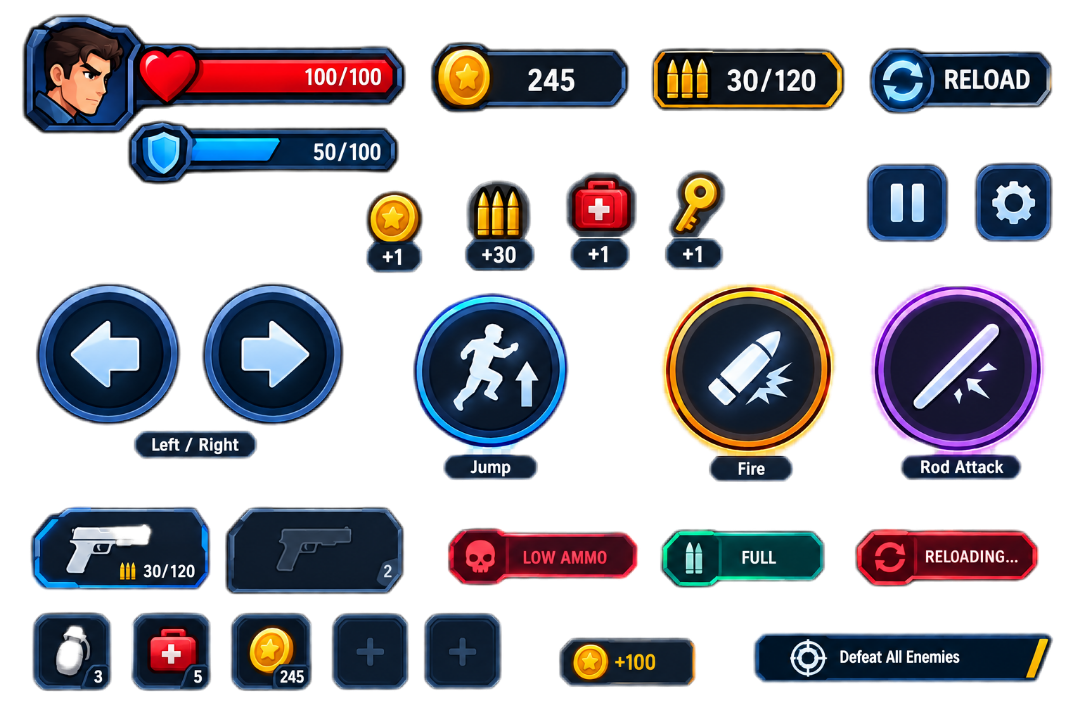 100/100
245
30/120
RELOAD
50/100
+1
+30
+1
+1
Left / Right
Jump
Fire
Rod Attack
30/120
2
LOW AMMO
FULL
RELOADING...
3
5
245
+100
Defeat All Enemies